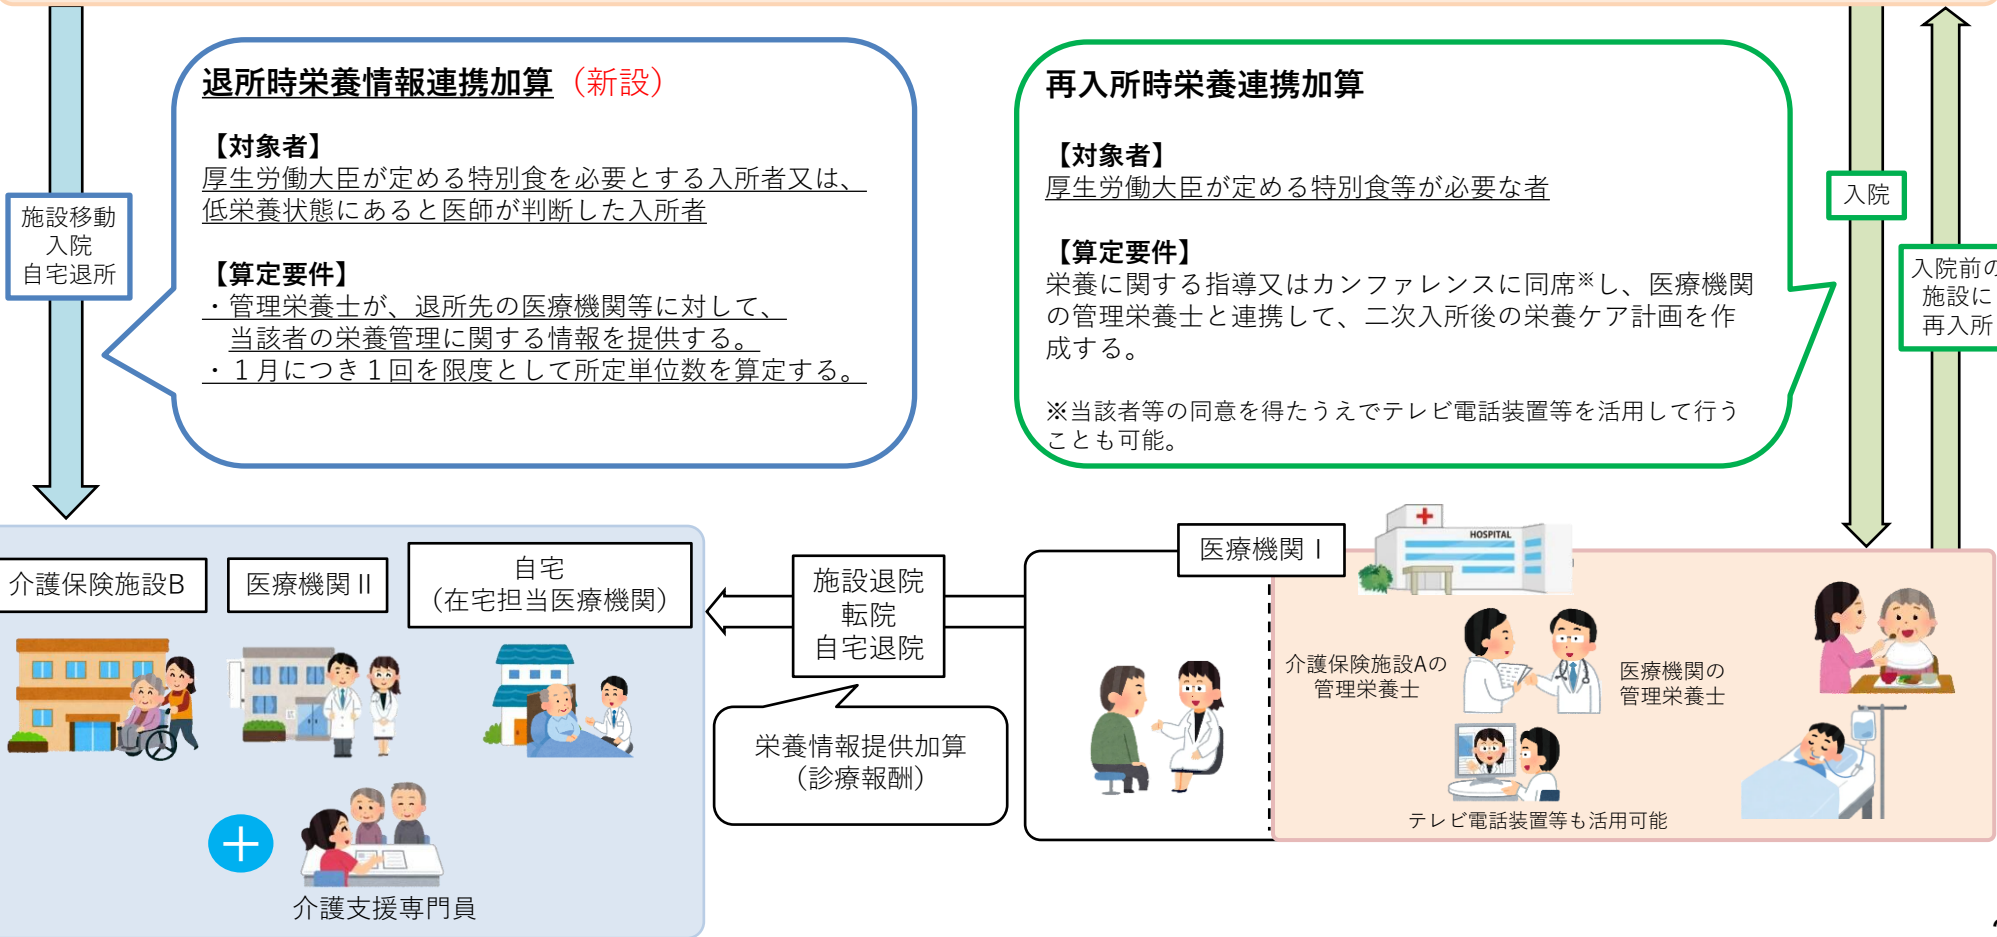 退所時栄養情報連携加算（新設）
【対象者】
厚生労働大臣が定める特別食を必要とする入所者又は、
低栄養状態にあると医師が判断した入所者
【算定要件】
・管理栄養士が、退所先の医療機関等に対して、
当該者の栄養管理に関する情報を提供する。
・１月につき１回を限度として所定単位数を算定する。
施設移動
入院
自宅退所
再入所時栄養連携加算
【対象者】
厚生労働大臣が定める特別食等が必要な者
【算定要件】
栄養に関する指導又はカンファレンスに同席※し、医療機関
の管理栄養士と連携して、二次入所後の栄養ケア計画を作
成する。
※当該者等の同意を得たうえでテレビ電話装置等を活用して行う
ことも可能。
入院
入院前の
施設に
再入所
介護保険施設B
医療機関Ⅱ
自宅
（在宅担当医療機関）
＋
介護支援専門員
施設退院
転院
自宅退院
栄養情報提供加算
（診療報酬）
医療機関Ⅰ
HOSPITAL
介護保険施設Aの
管理栄養士
医療機関の
管理栄養士
テレビ電話装置等も活用可能